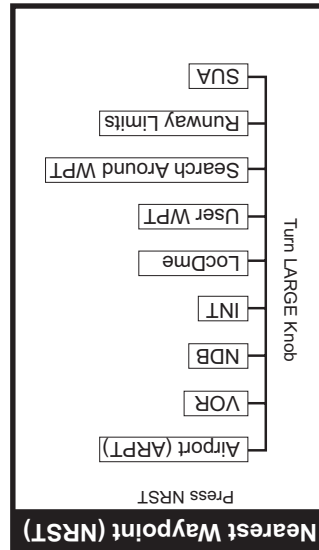 Nearest Waypoint (NRST)
Press NRST
Turn LARGE Knob
Airport (ARPT)
VOR
NDB
INT
LocDme
User WPT
Search Around WPT
Runway Limits
SUA